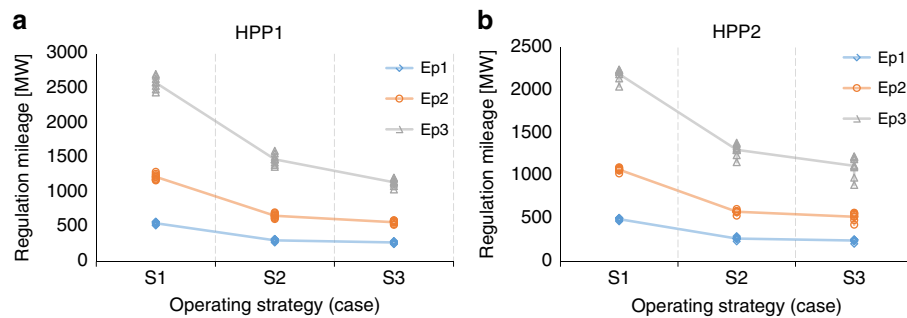 a
HPP1
Regulation mileage [MW]
3000
2500
2000
1500
1000
500
0
Ep1
Ep2
Ep3
S1 S2 S3
Operating strategy (case)
b
HPP2
Regulation mileage [MW]
2500
2000
1500
1000
500
0
Ep1
Ep2
Ep3
S1 S2 S3
Operating strategy (case)